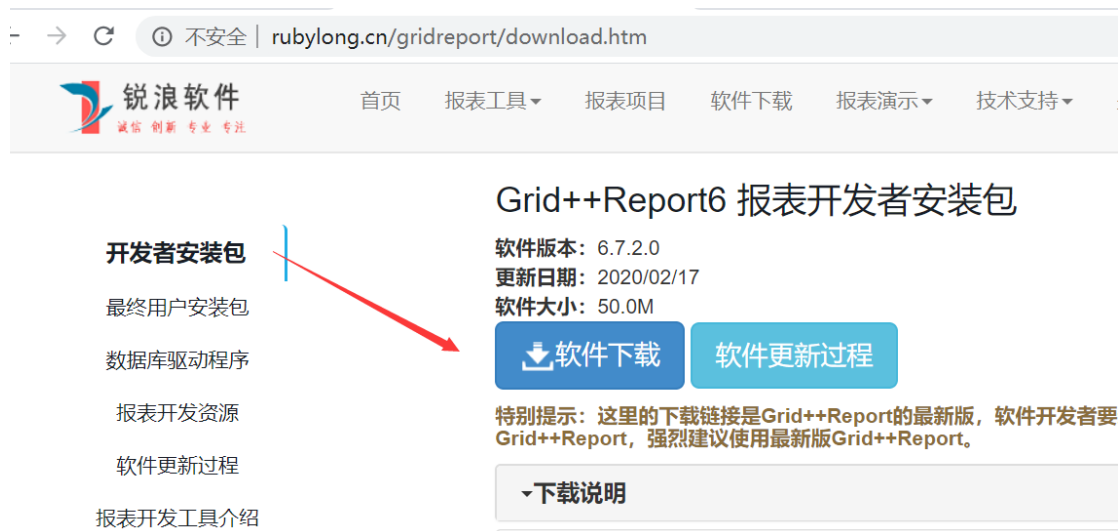 不安全 | rubylong.cn/gridreport/download.htm
锐浪软件
诚信 创新 专业 专注
首页 报表工具 报表项目 软件下载 报表演示 技术支持
Grid++Report6 报表开发者安装包
软件版本：6.7.2.0
更新日期：2020/02/17
软件大小：50.0M
软件下载 软件更新过程
特别提示：这里的下载链接是Grid++Report的最新版，软件开发者要
Grid++Report，强烈建议使用最新版Grid++Report。
下载说明
开发者安装包
最终用户安装包
数据库驱动程序
报表开发资源
软件更新过程
报表开发工具介绍